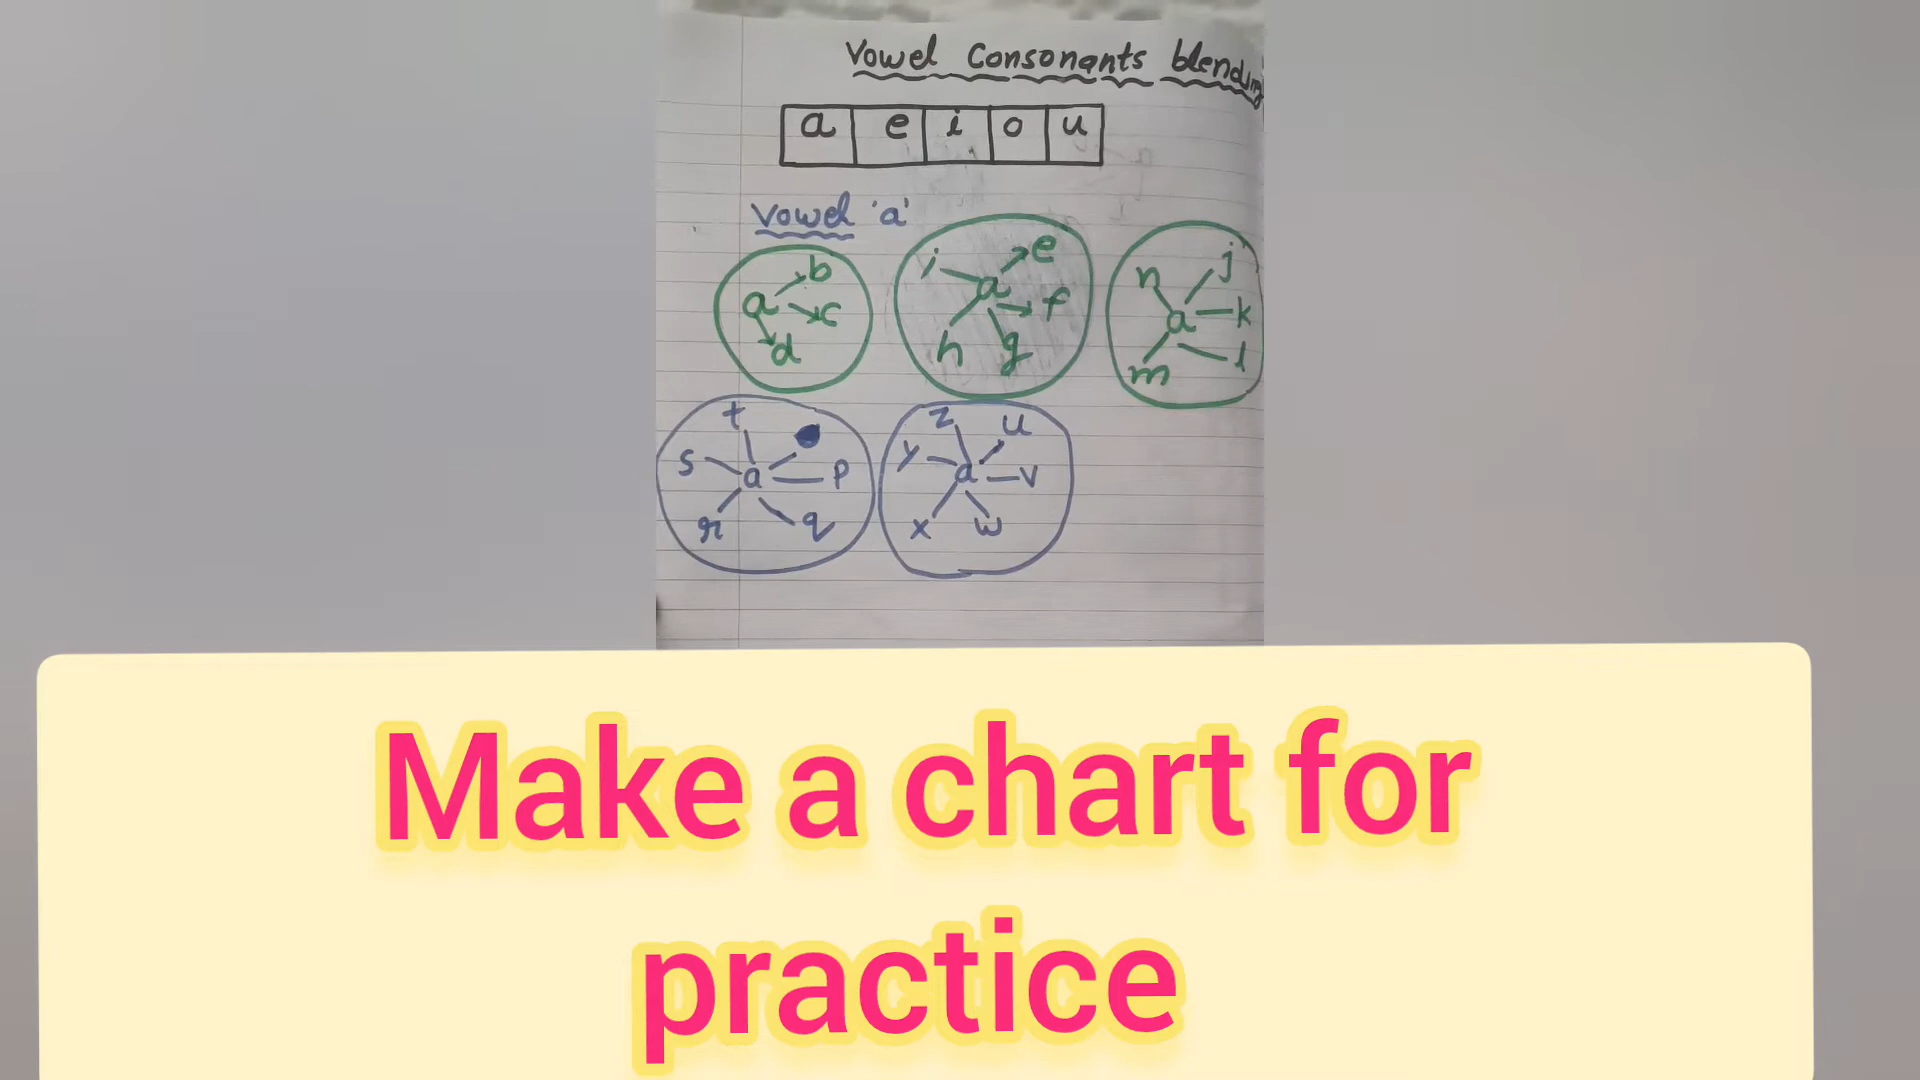 Vowel Consonants blending
a e i o u
Vowel 'a'
a b c d
i a e f g h
n a j k l m
t a p q r s
z a u v w x y
Make a chart for
practice